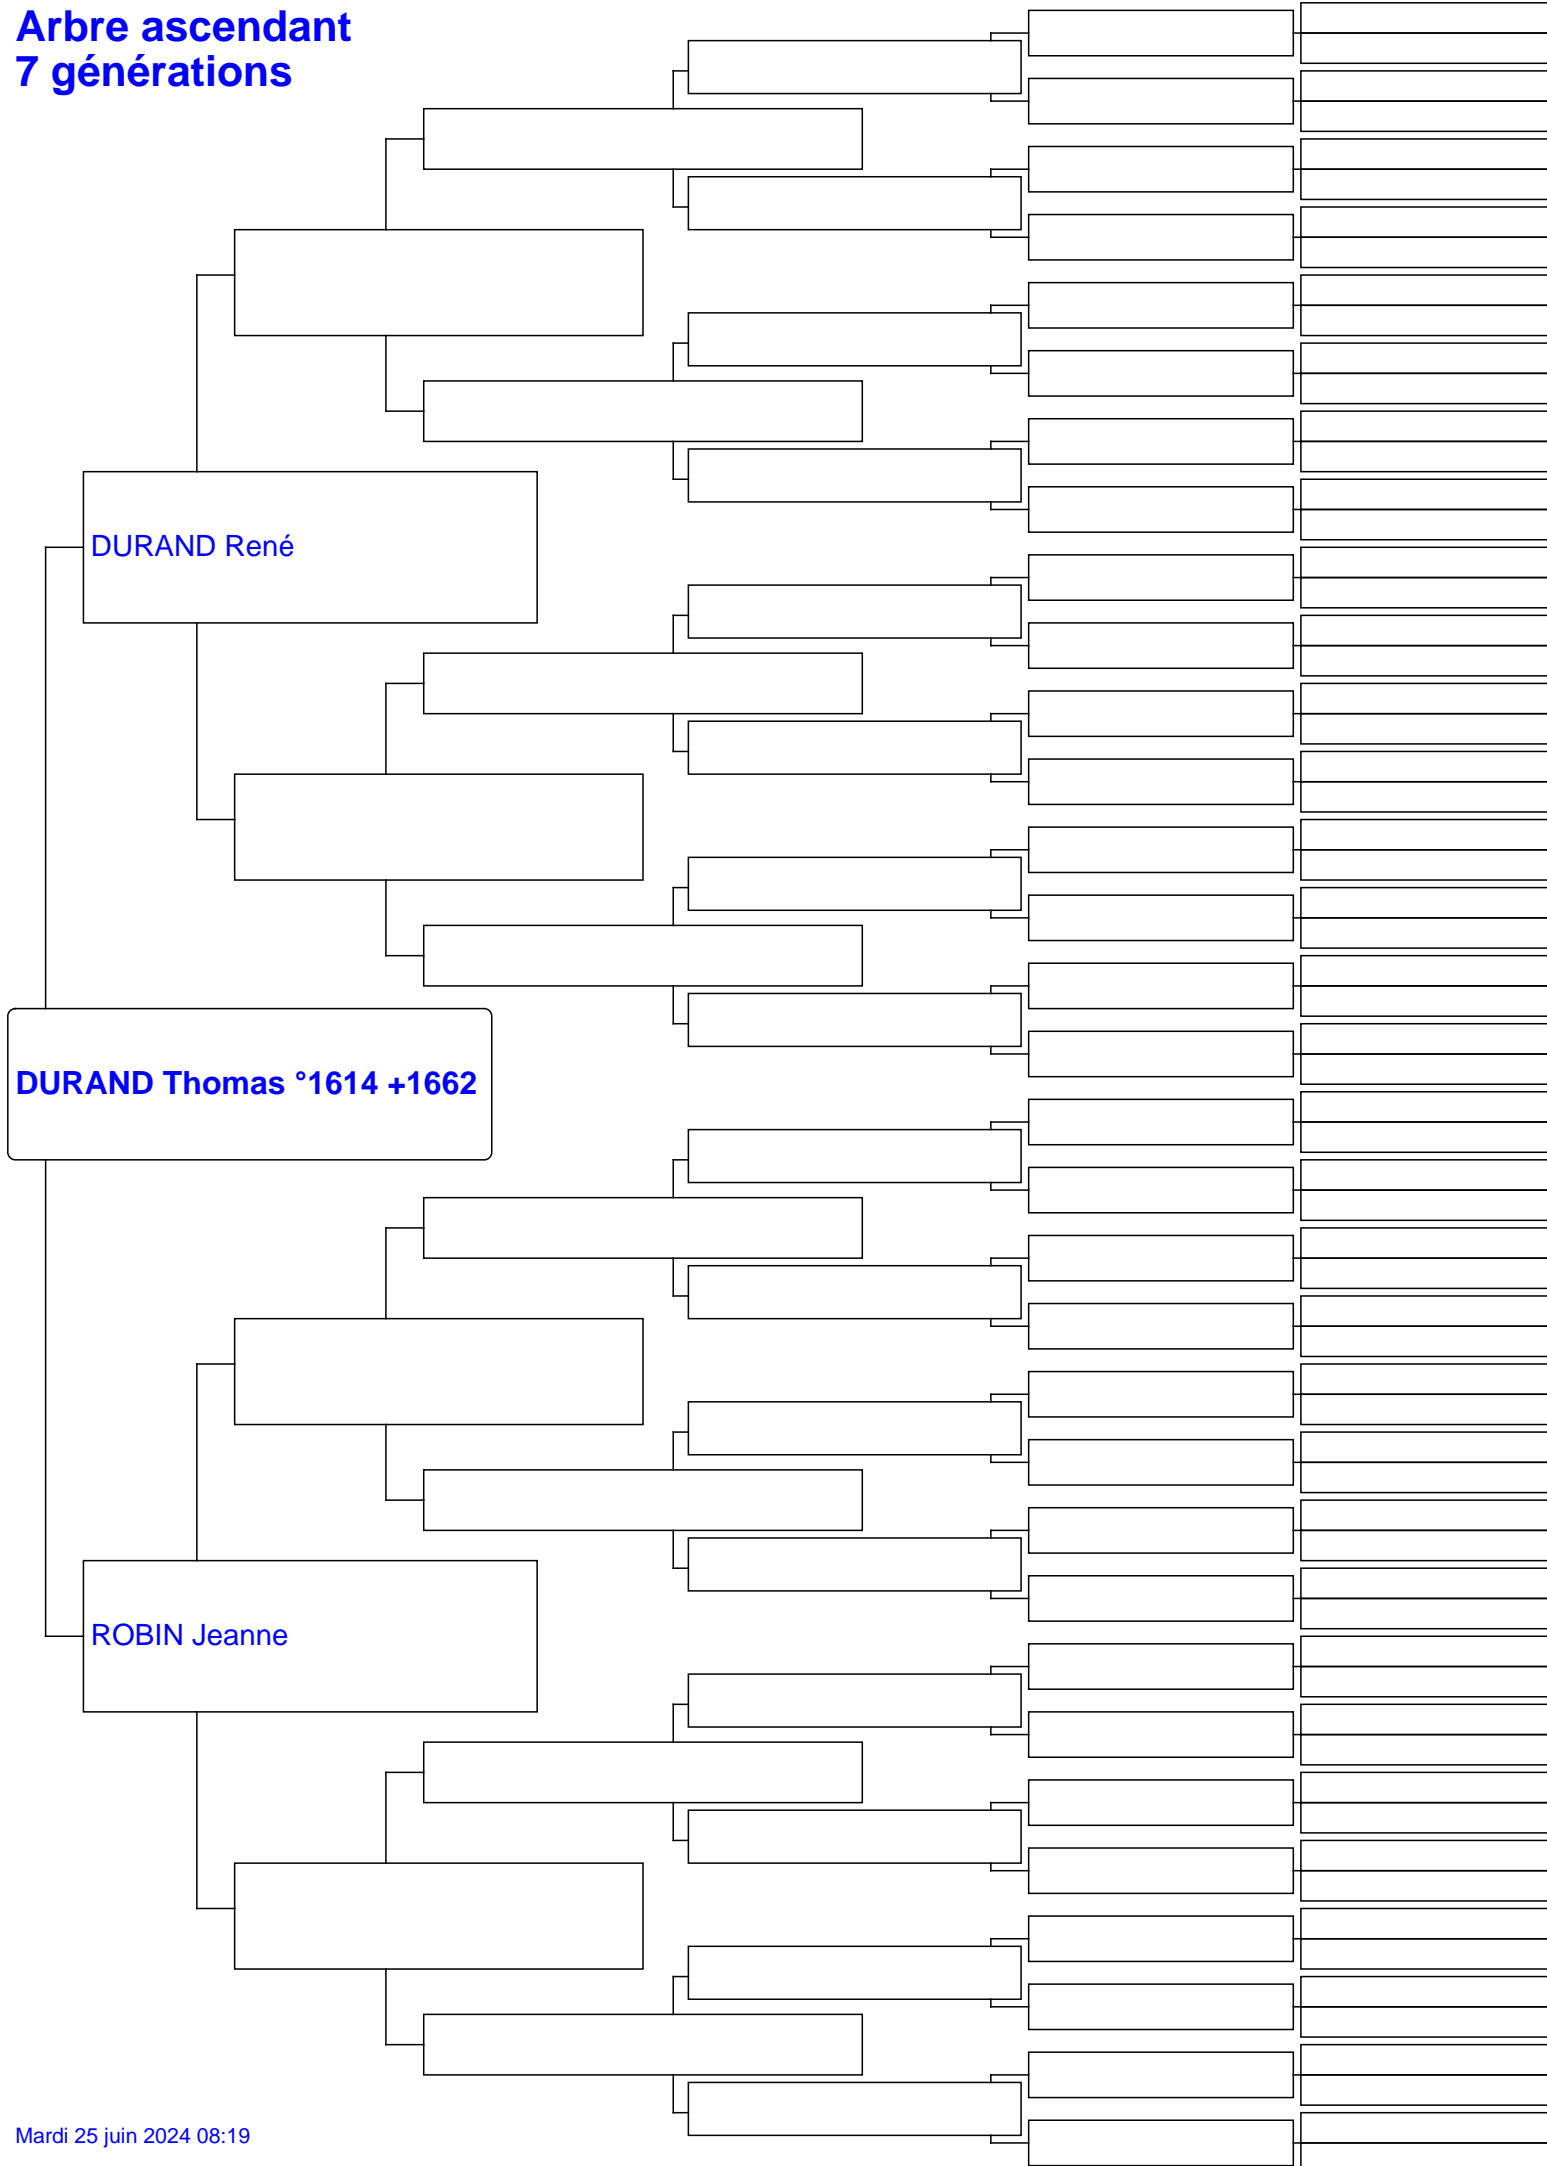 Arbre ascendant
7 générations
DURAND René
DURAND Thomas °1614 +1662
ROBIN Jeanne
Mardi 25 juin 2024 08:19